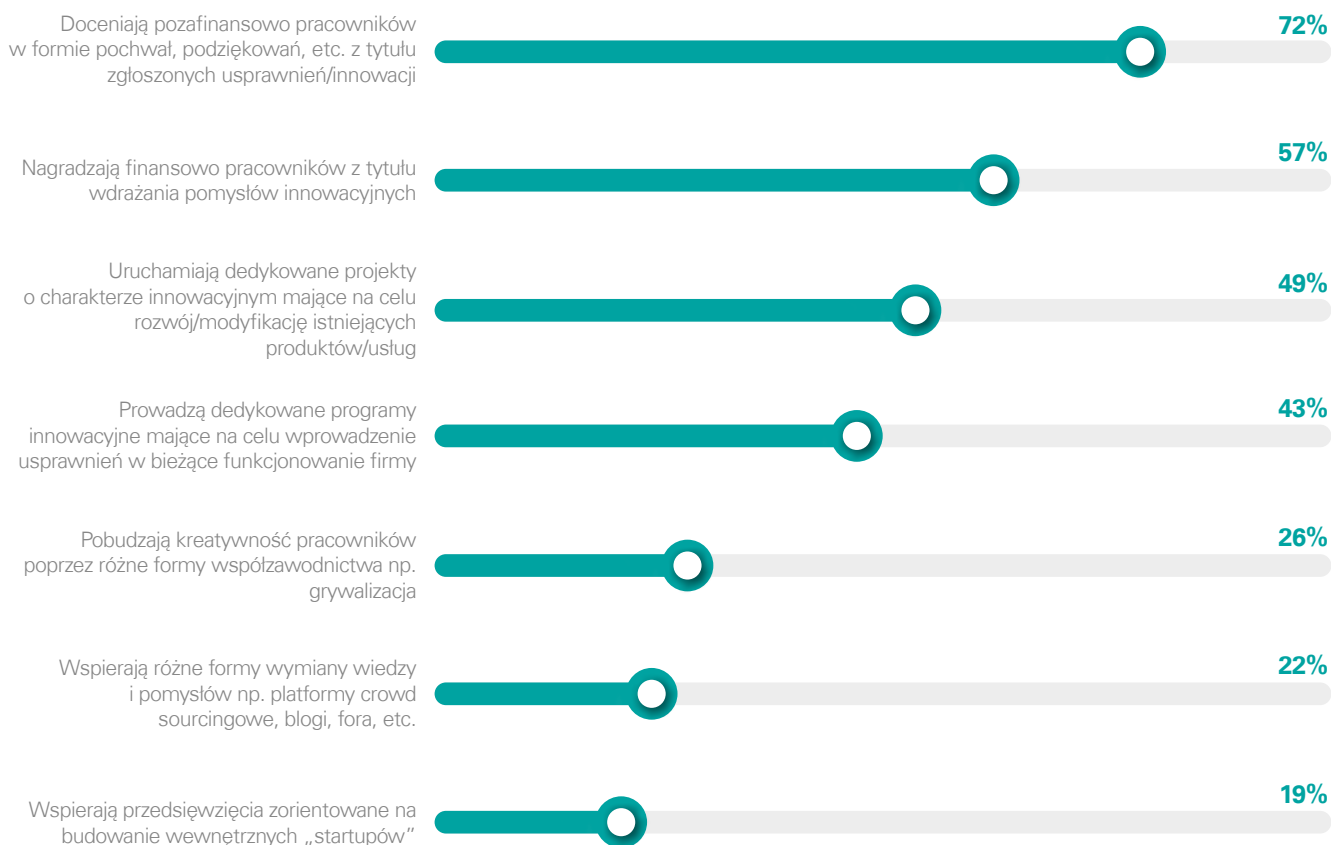 Doceniają pozafinansowo pracowników
w formie pochwał, podziękowań, etc. z tytułu
zgłoszonych usprawnień/innowacji
72%
Nagradzają finansowo pracowników z tytułu
wdrażania pomysłów innowacyjnych
57%
Uruchamiają dedykowane projekty
o charakterze innowacyjnym mające na celu
rozwój/modyfikację istniejących
produktów/usług
49%
Prowadzą dedykowane programy
innowacyjne mające na celu wprowadzenie
usprawnień w bieżące funkcjonowanie firmy
43%
Pobudzają kreatywność pracowników
poprzez różne formy współzawodnictwa np.
grywalizacja
26%
Wspierają różne formy wymiany wiedzy
i pomysłów np. platformy crowd
sourcingowe, blogi, fora, etc.
22%
Wspierają przedsięwzięcia zorientowane na
budowanie wewnętrznych „startupów”
19%